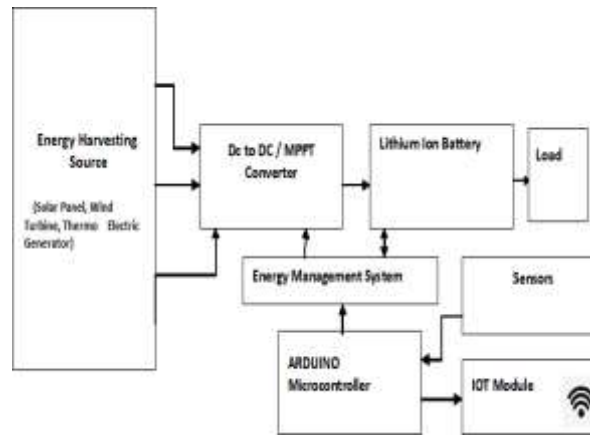 Energy Harvesting
Source
(Solar Panel, Wind
Turbine, Thermo Electric
Generator)
Dc to DC / MPPT
Convertor
Lithium Ion Battery
Load
Energy Management System
Sensors
ARDUINO
Microcontroller
IOT Module